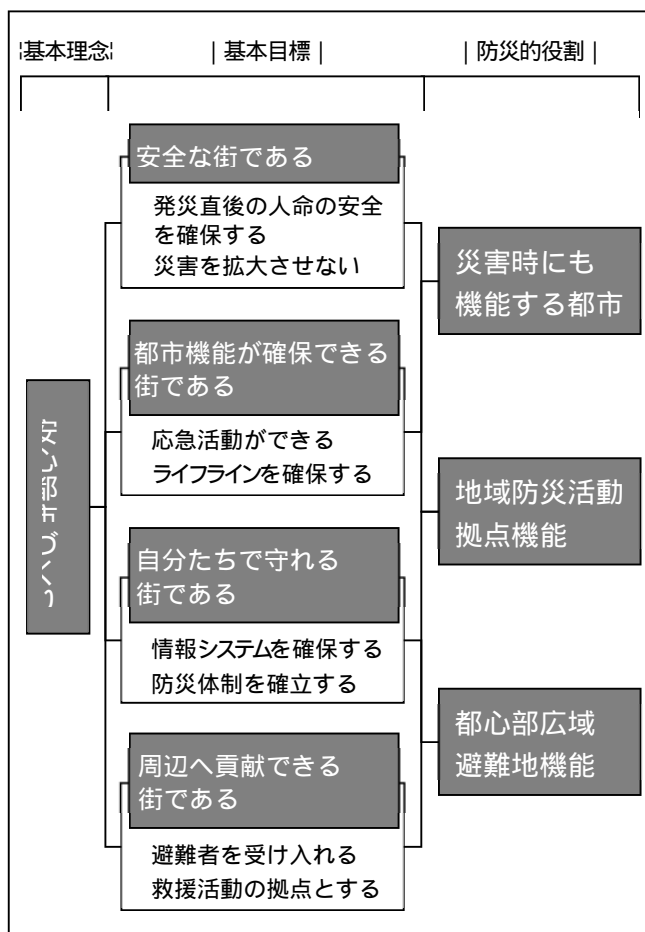 基本理念
基本目標
防災的役割
安心都市づくり
安全な街である
発災直後の人命の安全
を確保する
災害を拡大させない
都市機能が確保できる
街である
応急活動ができる
ライフラインを確保する
自分たちで守れる
街である
情報システムを確保する
防災体制を確立する
周辺へ貢献できる
街である
避難者を受け入れる
救援活動の拠点とする
災害時にも
機能する都市
地域防災活動
拠点機能
都心部広域
避難地機能